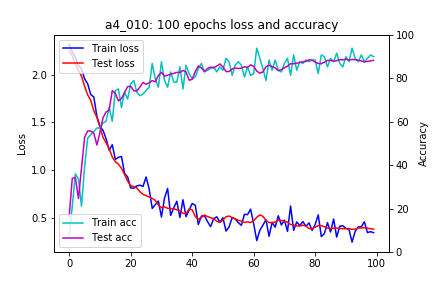 a4_010: 100 epochs loss and accuracy
Train loss
Test loss
Train acc
Test acc
Loss
2.0
1.5
1.0
0.5
Accuracy
100
80
60
40
20
0
0
20
40
60
80
100